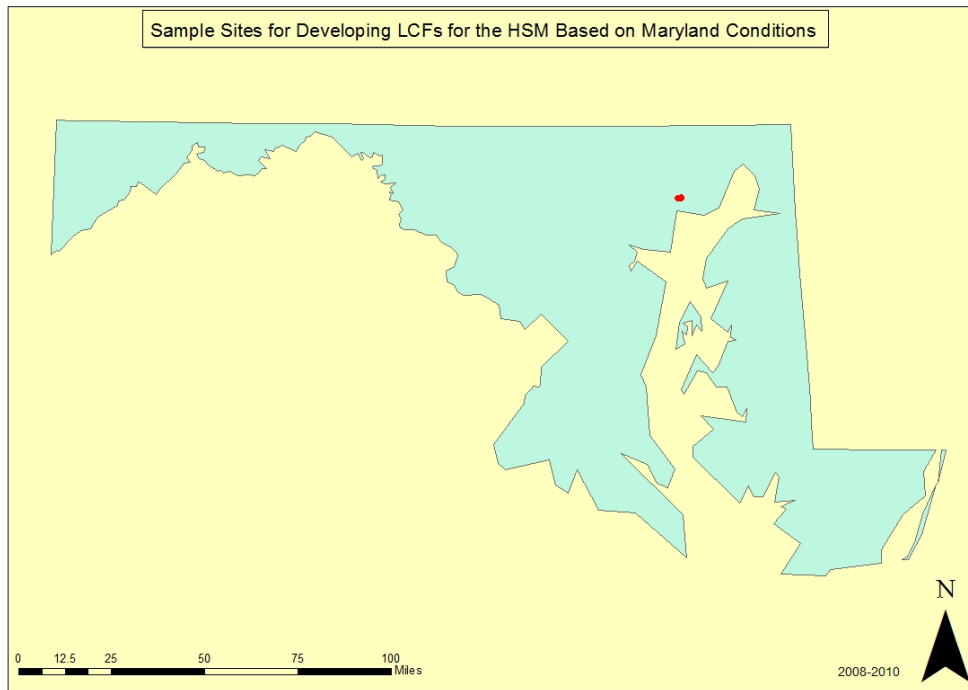 Sample Sites for Developing LCFs for the HSM Based on Maryland Conditions
N
0 12.5 25 50 75 100
Miles
2008-2010